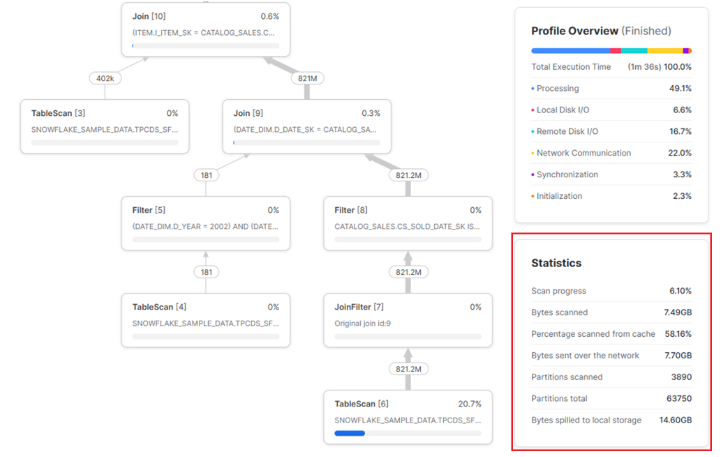 Join [10] 0.6%
(ITEM.I_ITEM_SK = CATALOG_SALES.C...
402k
821M
TableScan [3] 0%
SNOWFLAKE_SAMPLE_DATA.TPCDS_SF...
Join [9] 0.3%
(DATE_DIM.D_DATE_SK = CATALOG_SA...
181
821.2M
Filter [5] 0%
(DATE_DIM.D_YEAR = 2002) AND (DATE...
Filter [8] 0%
CATALOG_SALES.CS_SOLD_DATE_SK IS...
181
821.2M
TableScan [4] 0%
SNOWFLAKE_SAMPLE_DATA.TPCDS_SF...
JoinFilter [7] 0%
Original join id:9
821.2M
TableScan [6] 20.7%
SNOWFLAKE_SAMPLE_DATA.TPCDS_SF...
Profile Overview (Finished)
Total Execution Time (1m 36s) 100.0%
Processing 49.1%
Local Disk I/O 6.6%
Remote Disk I/O 16.7%
Network Communication 22.0%
Synchronization 3.3%
Initialization 2.3%
Statistics
Scan progress 6.10%
Bytes scanned 7.49GB
Percentage scanned from cache 58.16%
Bytes sent over the network 7.70GB
Partitions scanned 3890
Partitions total 63750
Bytes spilled to local storage 14.60GB